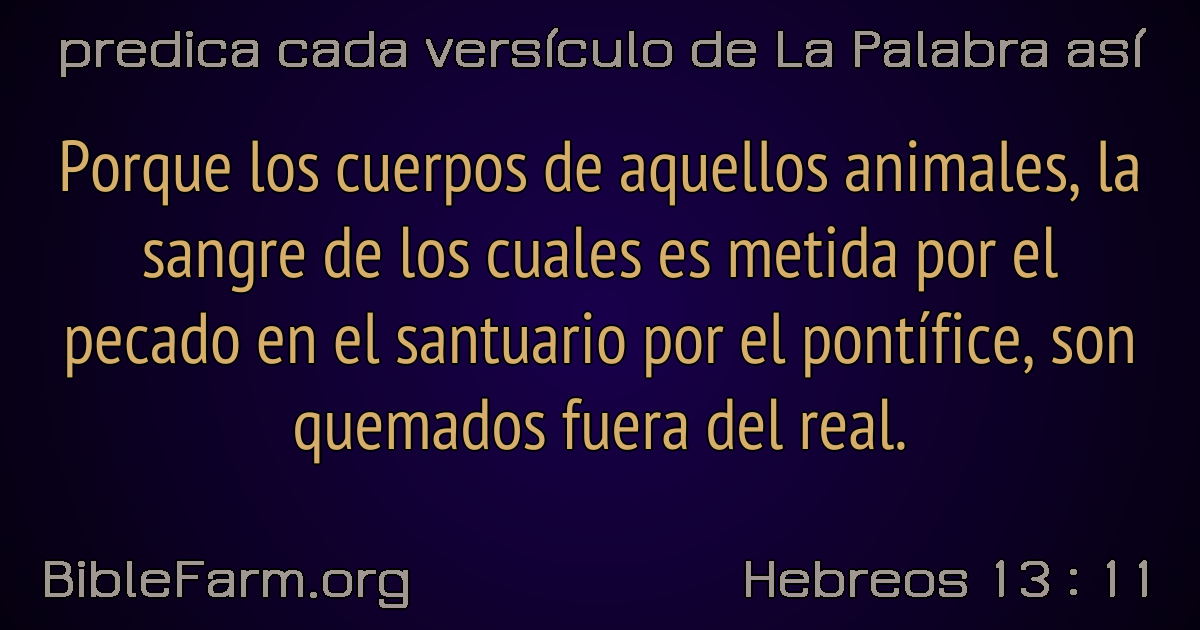 predica cada versículo de La Palabra así
Porque los cuerpos de aquellos animales, la
sangre de los cuales es metida por el
pecado en el santuario por el pontífice, son
quemados fuera del real.
BibleFarm.org
Hebreos 13 : 11